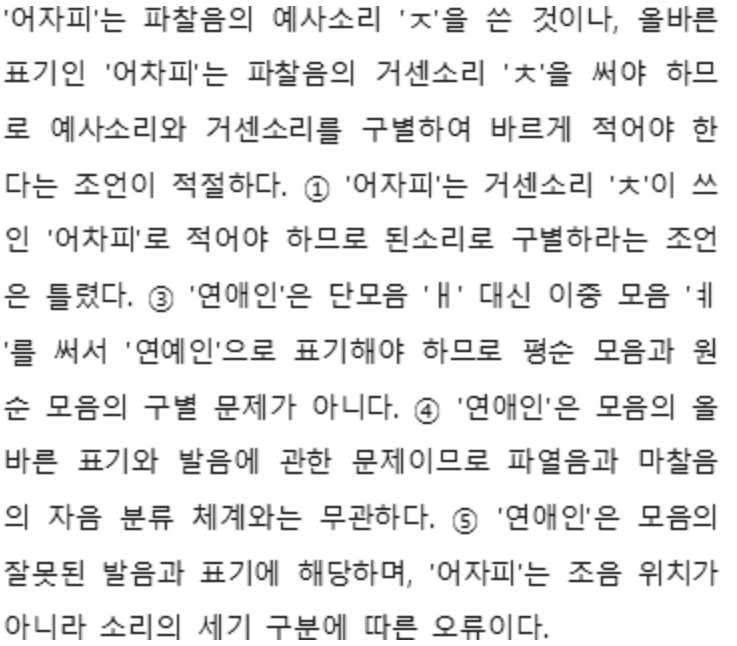 '어자피'는 파찰음의 예사소리 'ㅈ'을 쓴 것이나, 올바른
표기인 '어차피'는 파찰음의 거센소리 'ㅊ'을 써야 하므
로 예사소리와 거센소리를 구별하여 바르게 적어야 한
다는 조언이 적절하다. ① '어자피'는 거센소리 'ㅊ'이 쓰
인 '어차피'로 적어야 하므로 된소리로 구별하라는 조언
은 틀렸다. ③ '연애인'은 단모음 'ㅐ' 대신 이중 모음 'ㅖ
'를 써서 '연예인'으로 표기해야 하므로 평순 모음과 원
순 모음의 구별 문제가 아니다. ④ '연애인'은 모음의 올
바른 표기와 발음에 관한 문제이므로 파열음과 마찰음
의 자음 분류 체계와는 무관하다. ⑤ '연애인'은 모음의
잘못된 발음과 표기에 해당하며, '어자피'는 조음 위치가
아니라 소리의 세기 구분에 따른 오류이다.